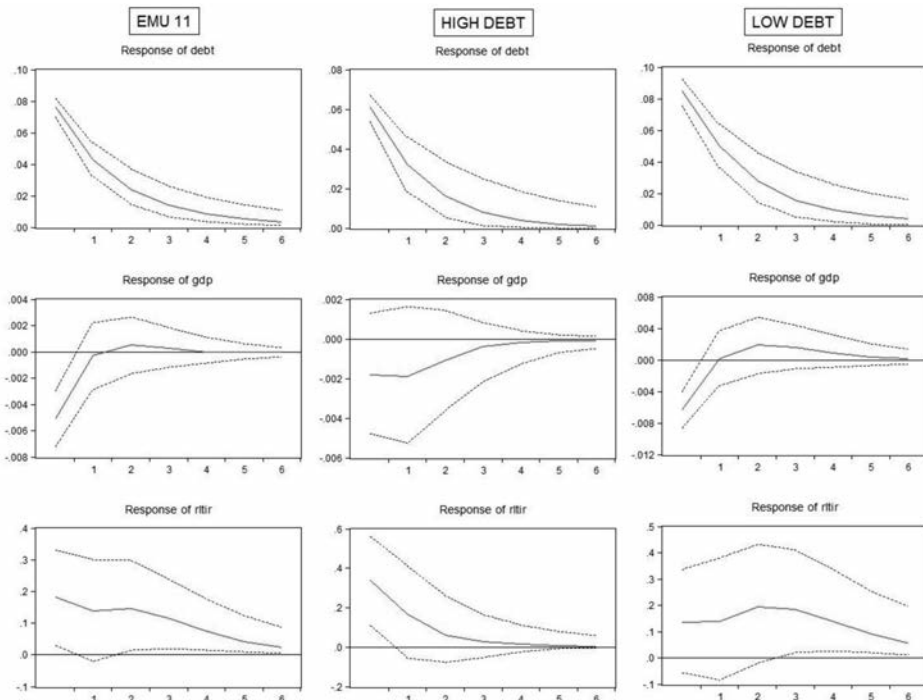 EMU 11
HIGH DEBT
LOW DEBT
Response of debt
.10
.08
.06
.04
.02
.00
1 2 3 4 5 6
Response of debt
.08
.06
.04
.02
.00
1 2 3 4 5 6
Response of debt
.10
.08
.06
.04
.02
.00
1 2 3 4 5 6
Response of gdp
.004
.002
.000
-.002
-.004
-.006
-.008
1 2 3 4 5 6
Response of gdp
.002
.000
-.002
-.004
-.006
1 2 3 4 5 6
Response of gdp
.008
.004
.000
-.004
-.008
-.012
1 2 3 4 5 6
Response of rltir
.4
.3
.2
.1
.0
-.1
1 2 3 4 5 6
Response of rltir
.6
.4
.2
.0
-.2
1 2 3 4 5 6
Response of rltir
.5
.4
.3
.2
.1
.0
-.1
1 2 3 4 5 6